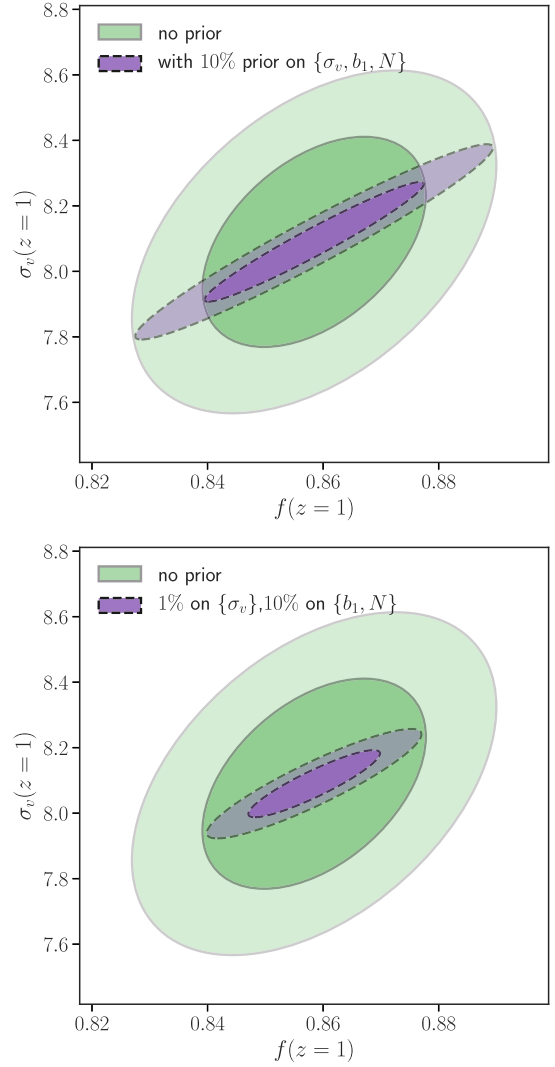 8.8
no prior
with 10% prior on {σ_v, b_1, N}
8.6
8.4
8.2
8.0
7.8
7.6
σ_v(z = 1)
0.82 0.84 0.86 0.88
f(z = 1)
8.8
no prior
1% on {σ_v},10% on {b_1, N}
8.6
8.4
8.2
8.0
7.8
7.6
σ_v(z = 1)
0.82 0.84 0.86 0.88
f(z = 1)